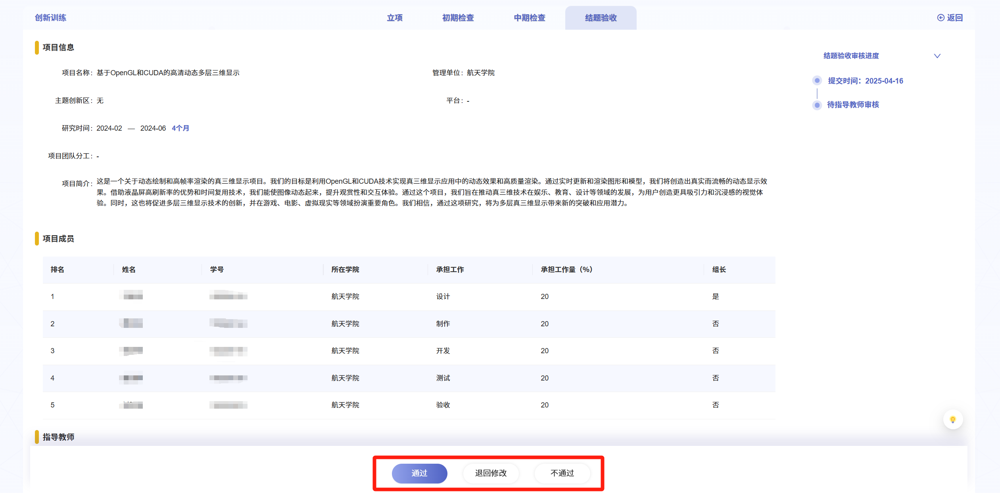 创新训练
立项
初期检查
中期检查
结题验收
返回
项目信息
项目名称：基于OpenGL和CUDA的高清动态多层三维显示
管理单位：航天学院
主题创新区：无
平台：-
研究时间：2024-02 — 2024-06 4个月
项目团队分工：-
项目简介：这是一个关于动态绘制和高帧率渲染的真三维显示项目。我们的目标是利用OpenGL和CUDA技术实现真三维显示应用中的动态效果和高质量渲染。通过实时更新和渲染图形和模型，我们将创造出真实而流畅的动态显示效
果。借助液晶屏高刷新率的优势和时间复用技术，我们能使图像动态起来，提升观赏性和交互体验。通过这个项目，我们旨在推动真三维技术在娱乐、教育、设计等领域的发展，为用户创造更具吸引力和沉浸感的视觉体
验。同时，这也将促进多层三维显示技术的创新，并在游戏、电影、虚拟现实等领域扮演重要角色。我们相信，通过这项研究，将为多层真三维显示带来新的突破和应用潜力。
结题验收审核进度
提交时间：2025-04-16
待指导教师审核
项目成员
排名 姓名 学号 所在学院 承担工作 承担工作量（%） 组长
1 航天学院 设计 20 是
2 航天学院 制作 20 否
3 航天学院 开发 20 否
4 航天学院 测试 20 否
5 航天学院 验收 20 否
指导教师
通过
退回修改
不通过